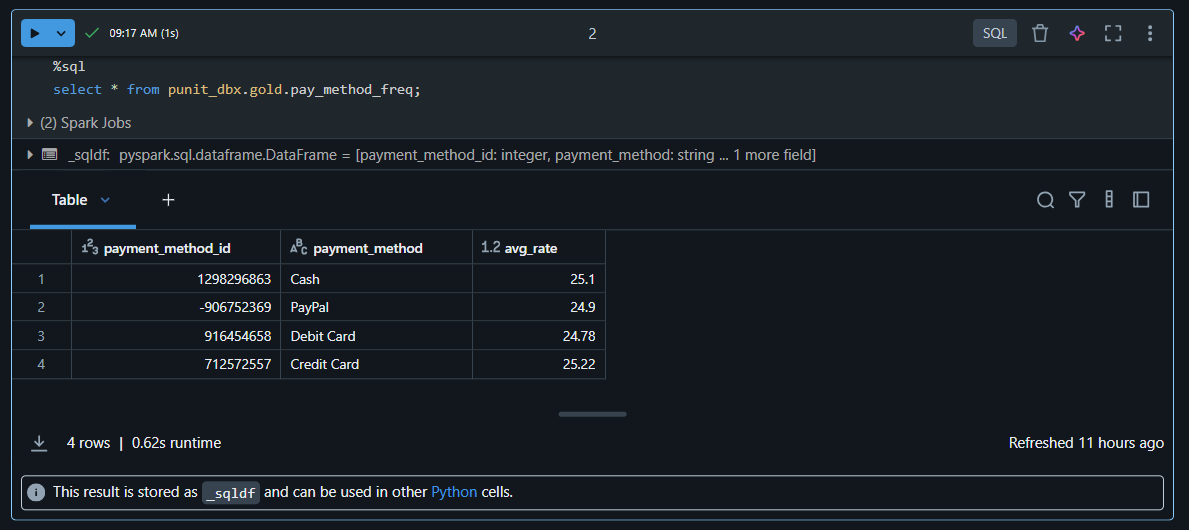 09:17 AM (1s)
2
SQL
%sql
select * from punit_dbx.gold.pay_method_freq;
(2) Spark Jobs
_sqldf: pyspark.sql.dataframe.DataFrame = [payment_method_id: integer, payment_method: string ... 1 more field]
Table +
123 payment_method_id ABC payment_method 1.2 avg_rate
1 1298296863 Cash 25.1
2 -906752369 PayPal 24.9
3 916454658 Debit Card 24.78
4 712572557 Credit Card 25.22
4 rows | 0.62s runtime
Refreshed 11 hours ago
This result is stored as _sqldf and can be used in other Python cells.